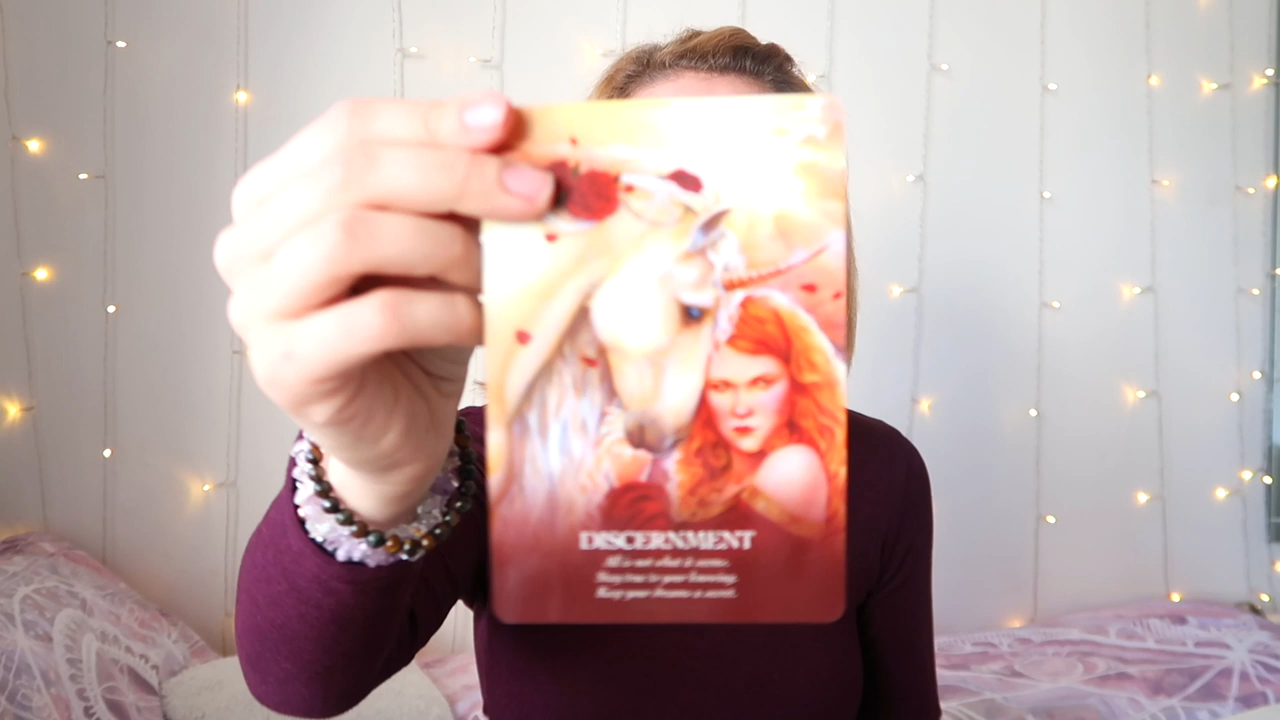 DISCERNMENT
All is not what it seems.
Stay true to your knowing.
Keep your dreams a secret.